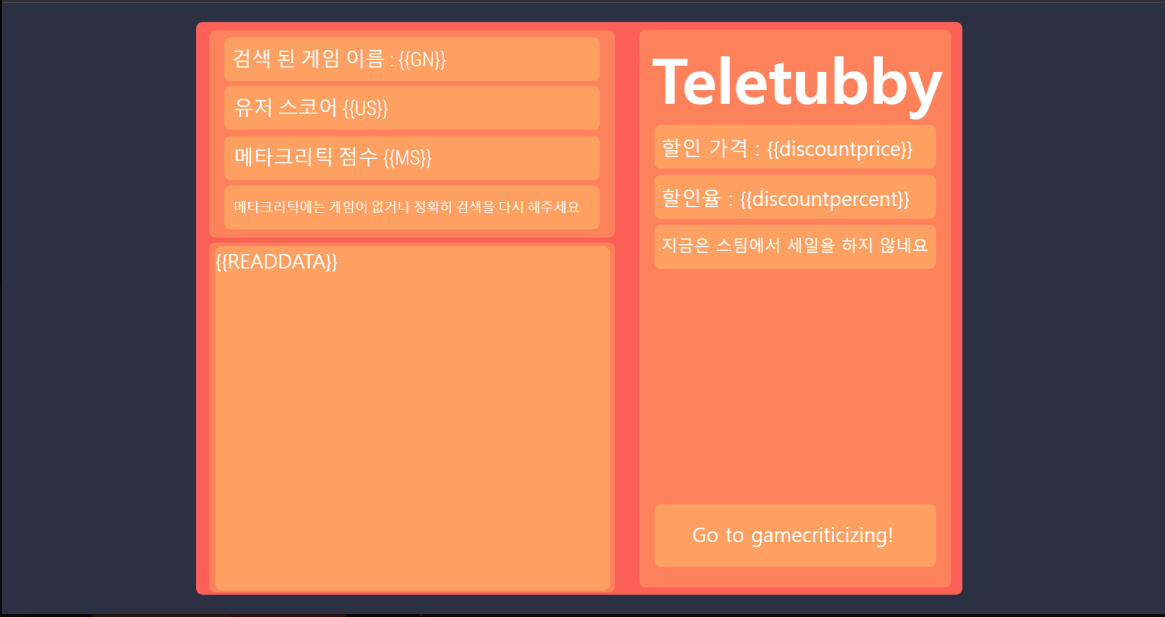 검색 된 게임 이름 : {{GN}}
유저 스코어 {{US}}
메타크리틱 점수 {{MS}}
메타크리틱에는 게임이 없거나 정확히 검색을 다시 해주세요
{{READDATA}}
Teletubby
할인 가격 : {{discountprice}}
할인율 : {{discountpercent}}
지금은 스팀에서 세일을 하지 않네요
Go to gamecriticizing!